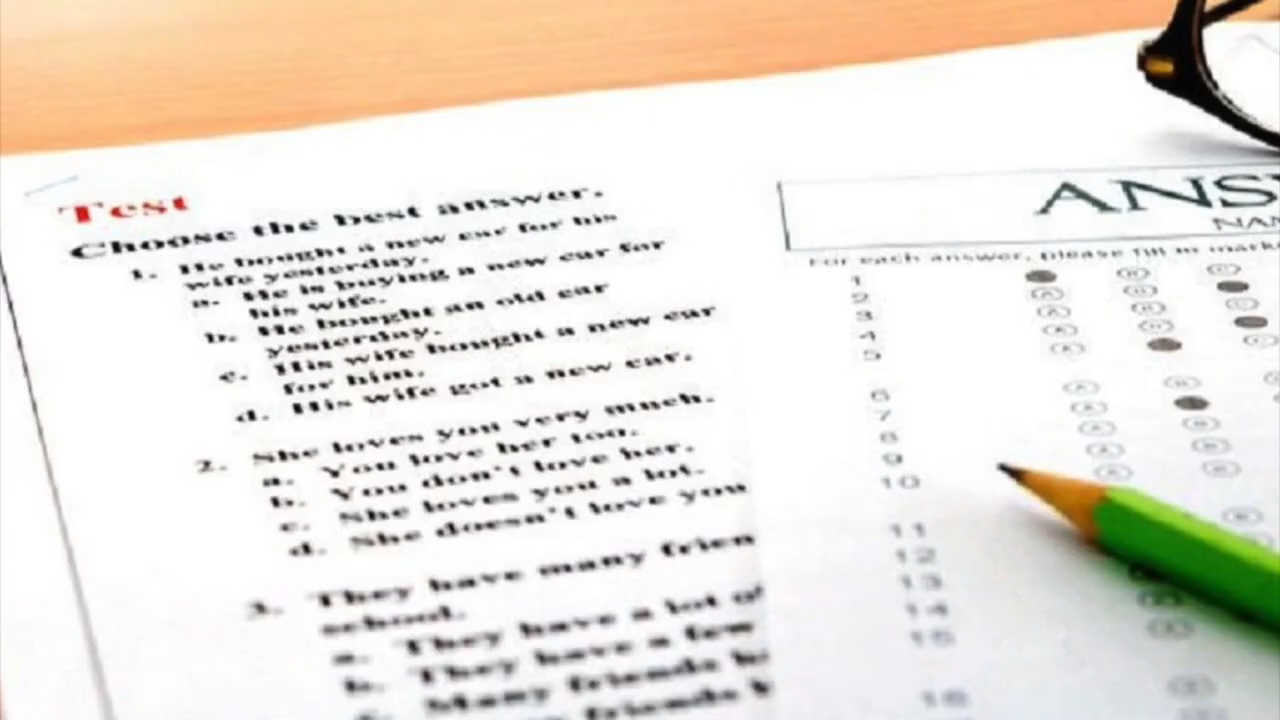 Test
Choose the best answer.
1. He bought a new car for his
wife yesterday.
a. He is buying a new car for
his wife.
b. He bought an old car
yesterday.
c. His wife bought a new car
for him.
d. His wife got a new car.
2. She loves you very much.
a. You love her too.
b. You don't love her.
c. She loves you a lot.
d. She doesn't love you
3. They have many frien
school.
a. They have a lot of
b. They have a few
c. Many friends h
friends
ANS
NAM
For each answer, please fill in mark
1
2
3
4
5
6
7
8
9
10
11
12
13
14
15
16